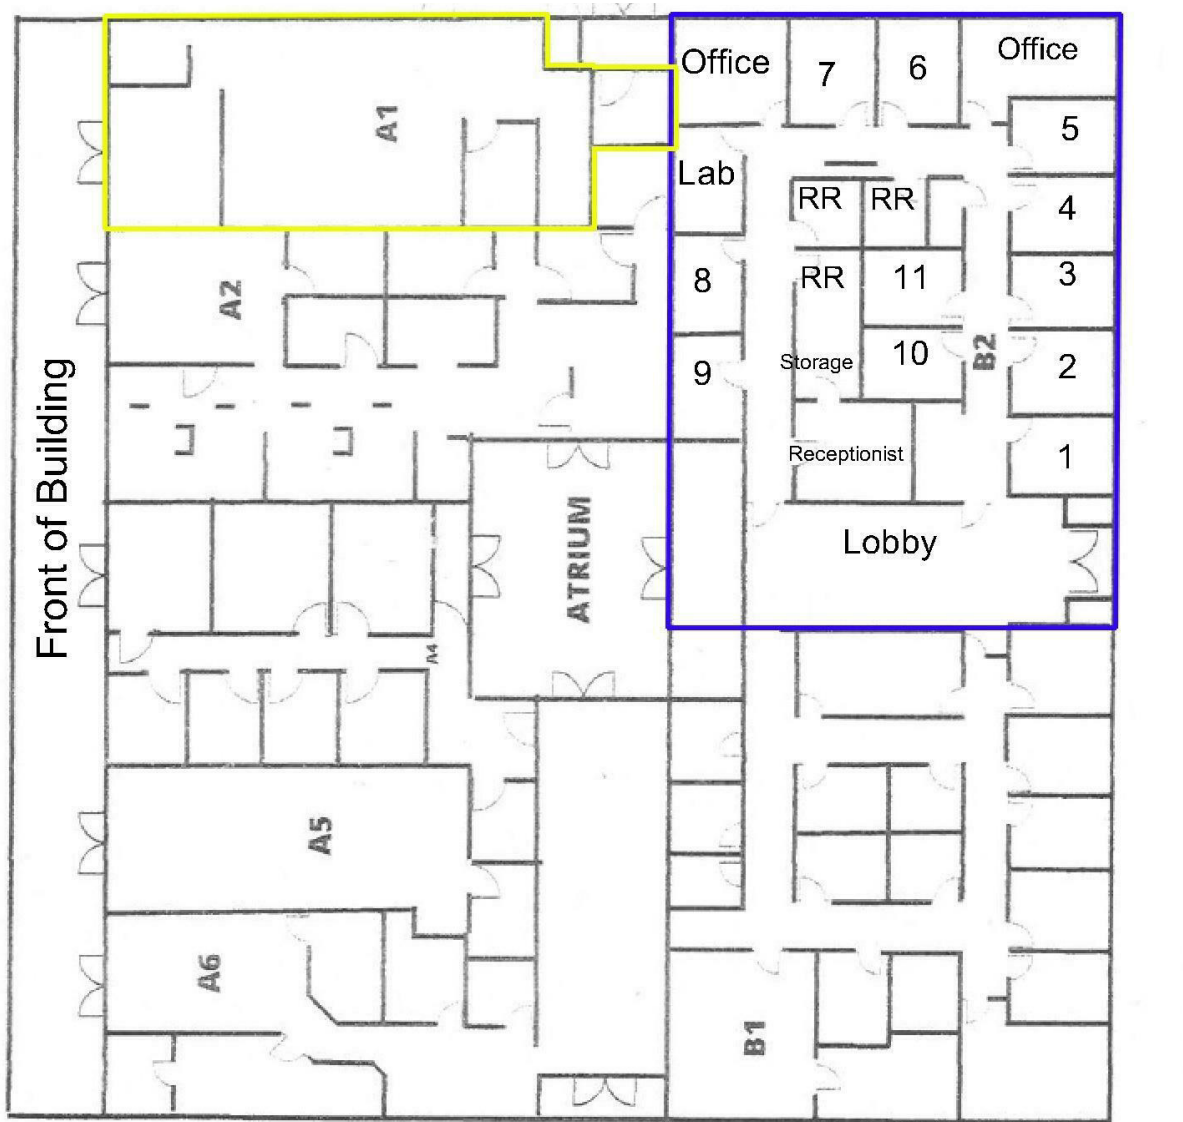 Office
7
6
Office
A1
5
Lab
RR
RR
4
A2
8
RR
11
3
Storage
10
B2
2
9
Front of Building
Receptionist
1
ATRIUM
Lobby
A4
A5
A6
B1